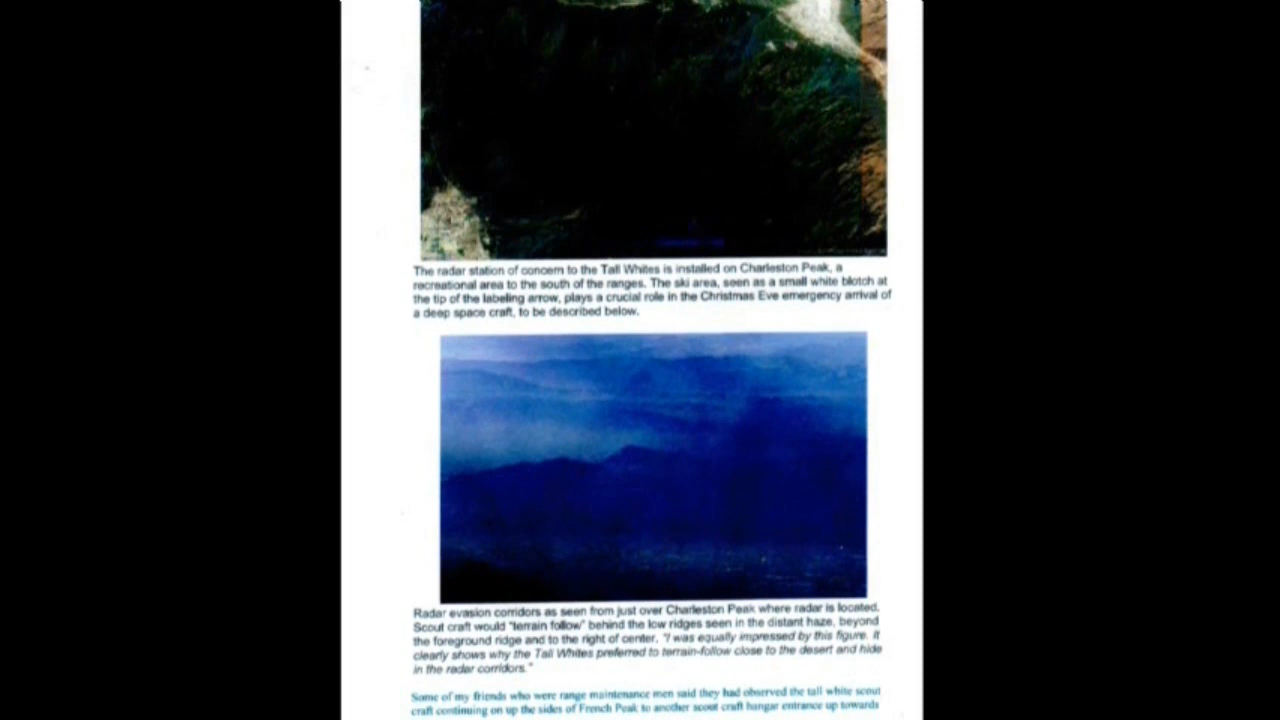 The radar station of concern to the Tall Whites is installed on Charleston Peak, a
recreational area to the south of the ranges. The ski area, seen as a small white blotch at
the tip of the labeling arrow, plays a crucial role in the Christmas Eve emergency arrival of
a deep space craft, to be described below.
Radar evasion corridors as seen from just over Charleston Peak where radar is located.
Scout craft would "terrain follow" behind the low ridges seen in the distant haze, beyond
the foreground ridge and to the right of center. "I was equally impressed by this figure. It
clearly shows why the Tall Whites preferred to terrain-follow close to the desert and hide
in the radar corridors."
Some of my friends who were range maintenance men said they had observed the tall white scout
craft continuing on up the sides of French Peak to another scout craft hangar entrance up towards